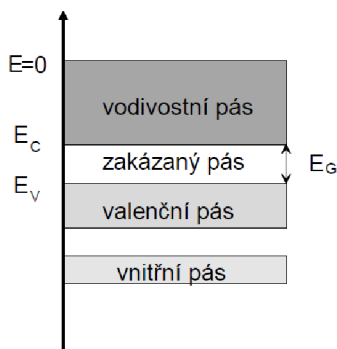 E=0
vodivostní pás
E_C
zakázaný pás
E_G
E_V
valenční pás
vnitřní pás